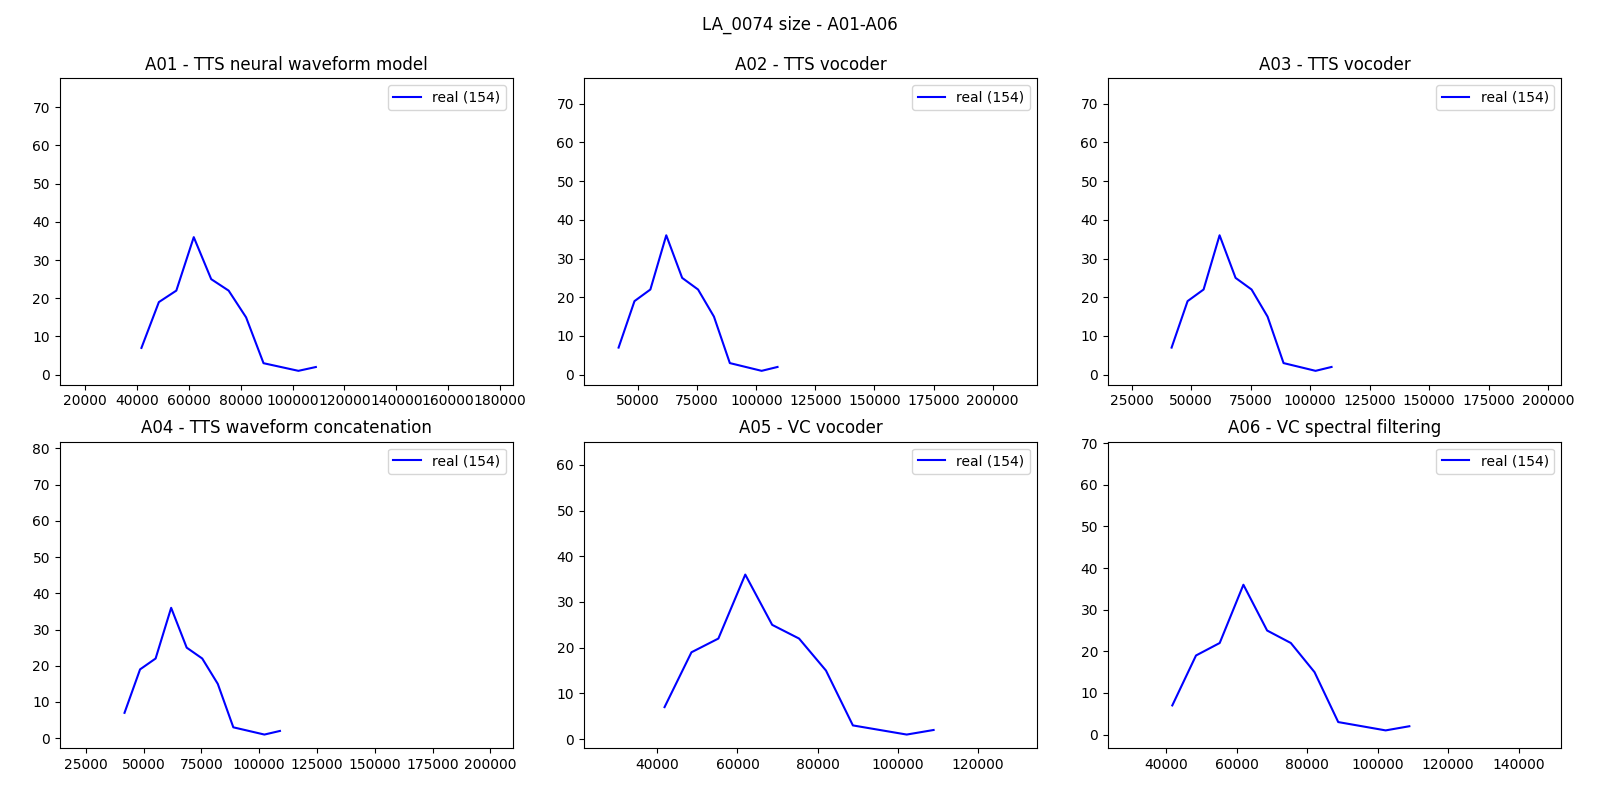 LA_0074 size - A01-A06
A01 - TTS neural waveform model
real (154)
70
60
50
40
30
20
10
0
20000 40000 60000 80000 100000 120000 140000 160000 180000
A02 - TTS vocoder
real (154)
70
60
50
40
30
20
10
0
50000 75000 100000 125000 150000 175000 200000
A03 - TTS vocoder
real (154)
70
60
50
40
30
20
10
0
25000 50000 75000 100000 125000 150000 175000 200000
A04 - TTS waveform concatenation
real (154)
80
70
60
50
40
30
20
10
0
25000 50000 75000 100000 125000 150000 175000 200000
A05 - VC vocoder
real (154)
60
50
40
30
20
10
0
40000 60000 80000 100000 120000
A06 - VC spectral filtering
real (154)
70
60
50
40
30
20
10
0
40000 60000 80000 100000 120000 140000